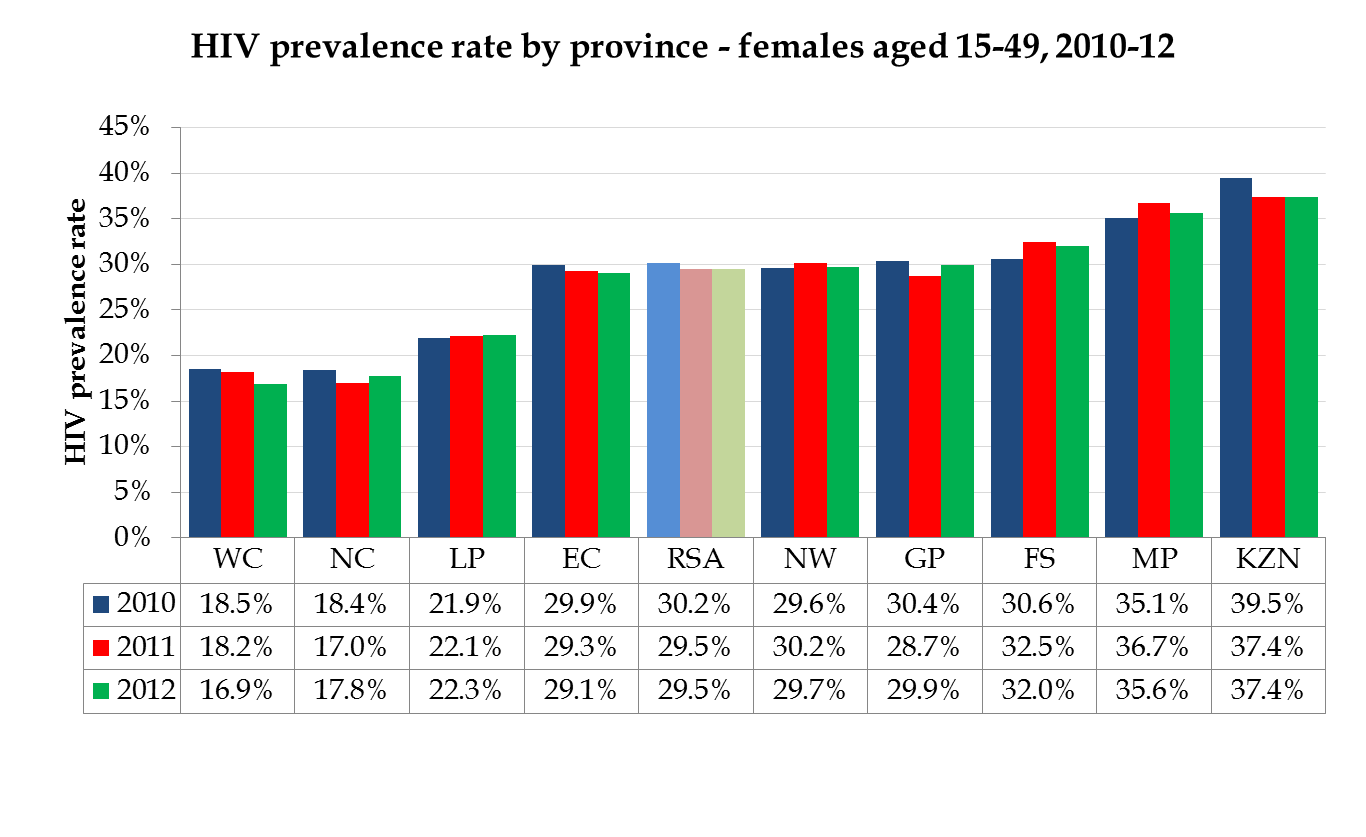 HIV prevalence rate by province - females aged 15-49, 2010-12
HIV prevalence rate
45%
40%
35%
30%
25%
20%
15%
10%
5%
0%
WC NC LP EC RSA NW GP FS MP KZN
2010 18.5% 18.4% 21.9% 29.9% 30.2% 29.6% 30.4% 30.6% 35.1% 39.5%
2011 18.2% 17.0% 22.1% 29.3% 29.5% 30.2% 28.7% 32.5% 36.7% 37.4%
2012 16.9% 17.8% 22.3% 29.1% 29.5% 29.7% 29.9% 32.0% 35.6% 37.4%